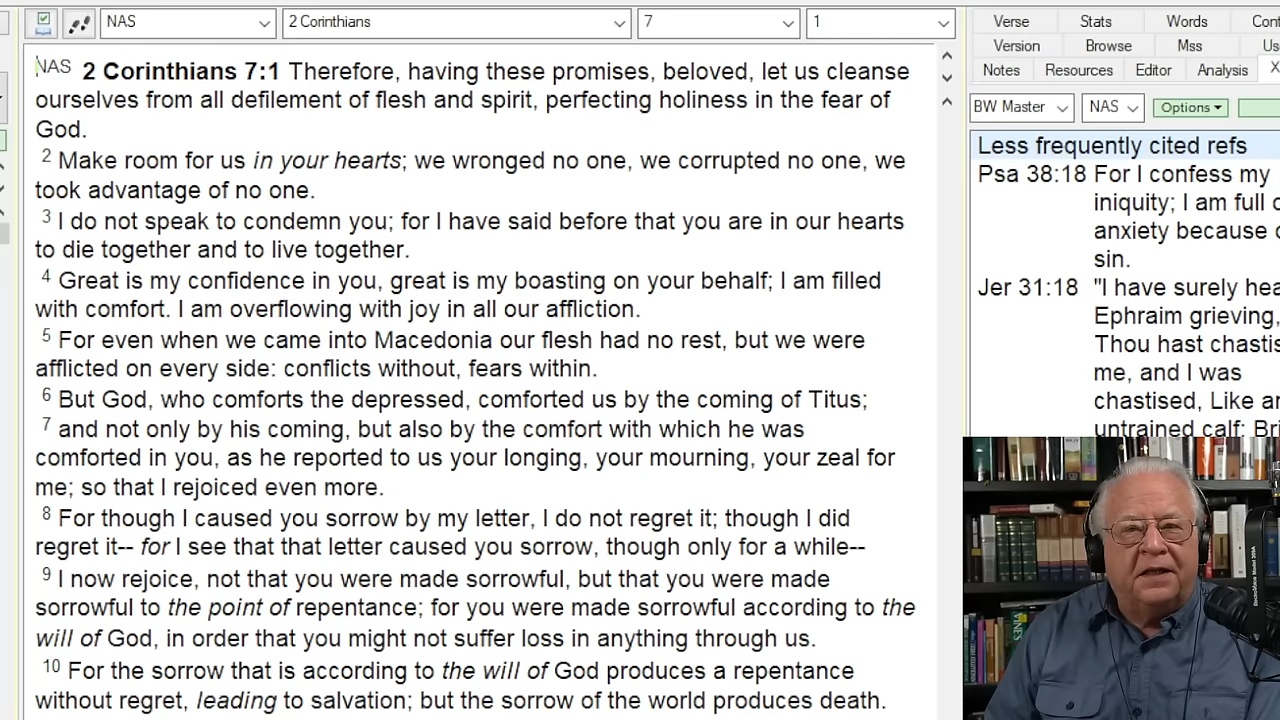 NAS 2 Corinthians 7 1
NAS 2 Corinthians 7:1 Therefore, having these promises, beloved, let us cleanse
ourselves from all defilement of flesh and spirit, perfecting holiness in the fear of
God.
2 Make room for us in your hearts; we wronged no one, we corrupted no one, we
took advantage of no one.
3 I do not speak to condemn you; for I have said before that you are in our hearts
to die together and to live together.
4 Great is my confidence in you, great is my boasting on your behalf; I am filled
with comfort. I am overflowing with joy in all our affliction.
5 For even when we came into Macedonia our flesh had no rest, but we were
afflicted on every side: conflicts without, fears within.
6 But God, who comforts the depressed, comforted us by the coming of Titus;
7 and not only by his coming, but also by the comfort with which he was
comforted in you, as he reported to us your longing, your mourning, your zeal for
me; so that I rejoiced even more.
8 For though I caused you sorrow by my letter, I do not regret it; though I did
regret it-- for I see that that letter caused you sorrow, though only for a while--
9 I now rejoice, not that you were made sorrowful, but that you were made
sorrowful to the point of repentance; for you were made sorrowful according to the
will of God, in order that you might not suffer loss in anything through us.
10 For the sorrow that is according to the will of God produces a repentance
without regret, leading to salvation; but the sorrow of the world produces death.
Verse Stats Words Con
Version Browse Mss Us
Notes Resources Editor Analysis X
BW Master NAS Options
Less frequently cited refs
Psa 38:18 For I confess my
iniquity; I am full o
anxiety because o
sin.
Jer 31:18 "I have surely hea
Ephraim grieving,
Thou hast chastis
me, and I was
chastised, Like an
untrained calf; Bri
VINES